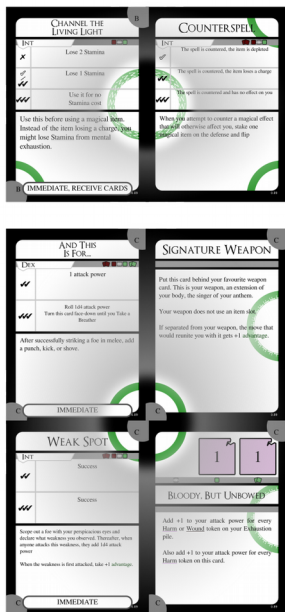 CHANNEL THE
LIVING LIGHT
B
INT
Lose 2 Stamina
Lose 1 Stamina
Use it for no
Stamina cost
Use this before using a magical item.
Instead of the item losing a charge, you
might lose Stamina from mental
exhaustion.
B
IMMEDIATE, RECEIVE CARDS
COUNTERSPELL
INT
The spell is countered, the item is depleted
The spell is countered, the item loses a charge
The spell is countered and has no effect on you
When you attempt to counter a magical effect
that will otherwise affect you, stake one
magical item on the defense and flip
AND THIS
IS FOR...
C
DEX
1 attack power
Roll 1d4 attack power
Turn this card face down until you Take a
Breather
After successfully striking a foe in melee, add
a punch, kick, or shove.
C
IMMEDIATE
SIGNATURE WEAPON
C
Put this card behind your favourite weapon
card. This is your weapon, an extension of
your body, the singer of your anthem.
Your weapon does not use an item slot.
If separated from your weapon, the move that
would reunite you with it gets +1 advantage.
C
WEAK SPOT
C
INT
Success
Success
Scope out a foe with your perspicacious eyes and
declare what weakness you observed. Thereafter, when
anyone attacks this weakness, they add 1d4 attack
power
When the weakness is first attacked, take +1 advantage.
C
IMMEDIATE
C
1
1
BLOODY, BUT UNBOWED
Add +1 to your attack power for every
Harm or Wound token on your Exhaustion
pile.
Also add +1 to your attack power for every
Harm token on this card.
C